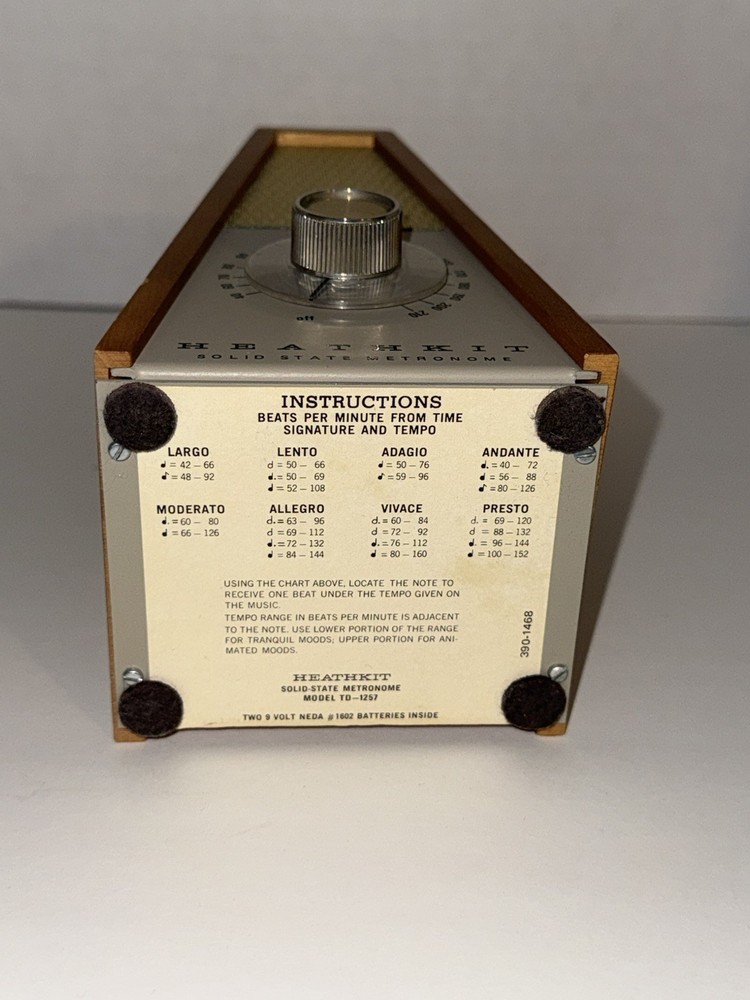 off
210
HEATHKIT
SOLID STATE METRONOME
INSTRUCTIONS
BEATS PER MINUTE FROM TIME
SIGNATURE AND TEMPO
LARGO
♩ = 42 – 66
♪ = 48 – 92
LENTO
𝅗𝅥 = 50 – 66
♩. = 50 – 69
♩ = 52 – 108
ADAGIO
♩ = 50 – 76
♪ = 59 – 96
ANDANTE
♩. = 40 – 72
♩ = 56 – 88
♪ = 80 – 126
MODERATO
♩. = 60 – 80
♩ = 66 – 126
ALLEGRO
𝅗𝅥. = 63 – 96
𝅗𝅥 = 69 – 112
♩. = 72 – 132
♩ = 84 – 144
VIVACE
𝅗𝅥. = 60 – 84
𝅗𝅥 = 72 – 92
♩. = 76 – 112
♩ = 80 – 160
PRESTO
𝅗𝅥. = 69 – 120
𝅗𝅥 = 88 – 132
♩. = 96 – 144
♩ = 100 – 152
USING THE CHART ABOVE, LOCATE THE NOTE TO
RECEIVE ONE BEAT UNDER THE TEMPO GIVEN ON
THE MUSIC.
TEMPO RANGE IN BEATS PER MINUTE IS ADJACENT
TO THE NOTE. USE LOWER PORTION OF THE RANGE
FOR TRANQUIL MOODS; UPPER PORTION FOR ANI-
MATED MOODS.
390-1468
HEATHKIT
SOLID-STATE METRONOME
MODEL TD–1257
TWO 9 VOLT NEDA #1602 BATTERIES INSIDE